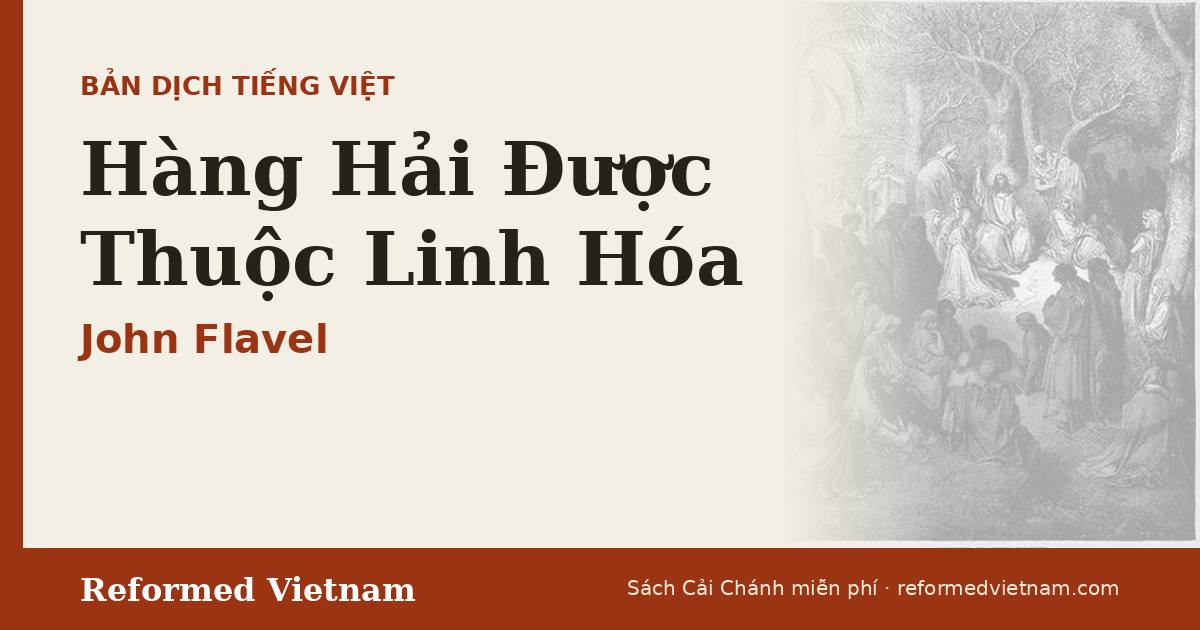 BẢN DỊCH TIẾNG VIỆT
Hàng Hải Được
Thuộc Linh Hóa
John Flavel
Reformed Vietnam
Sách Cải Chánh miễn phí · reformedvietnam.com